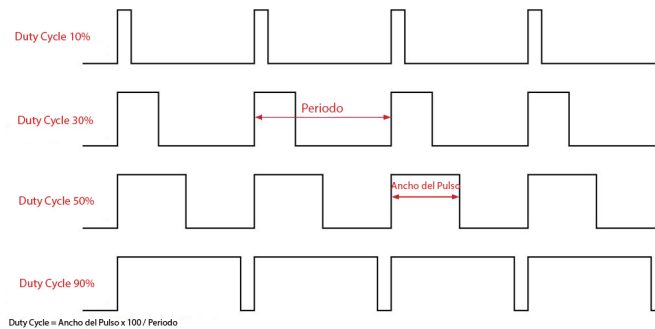 Duty Cycle 10%
Periodo
Duty Cycle 30%
Ancho del Pulso
Duty Cycle 50%
Duty Cycle 90%
Duty Cycle = Ancho del Pulso x 100 / Periodo